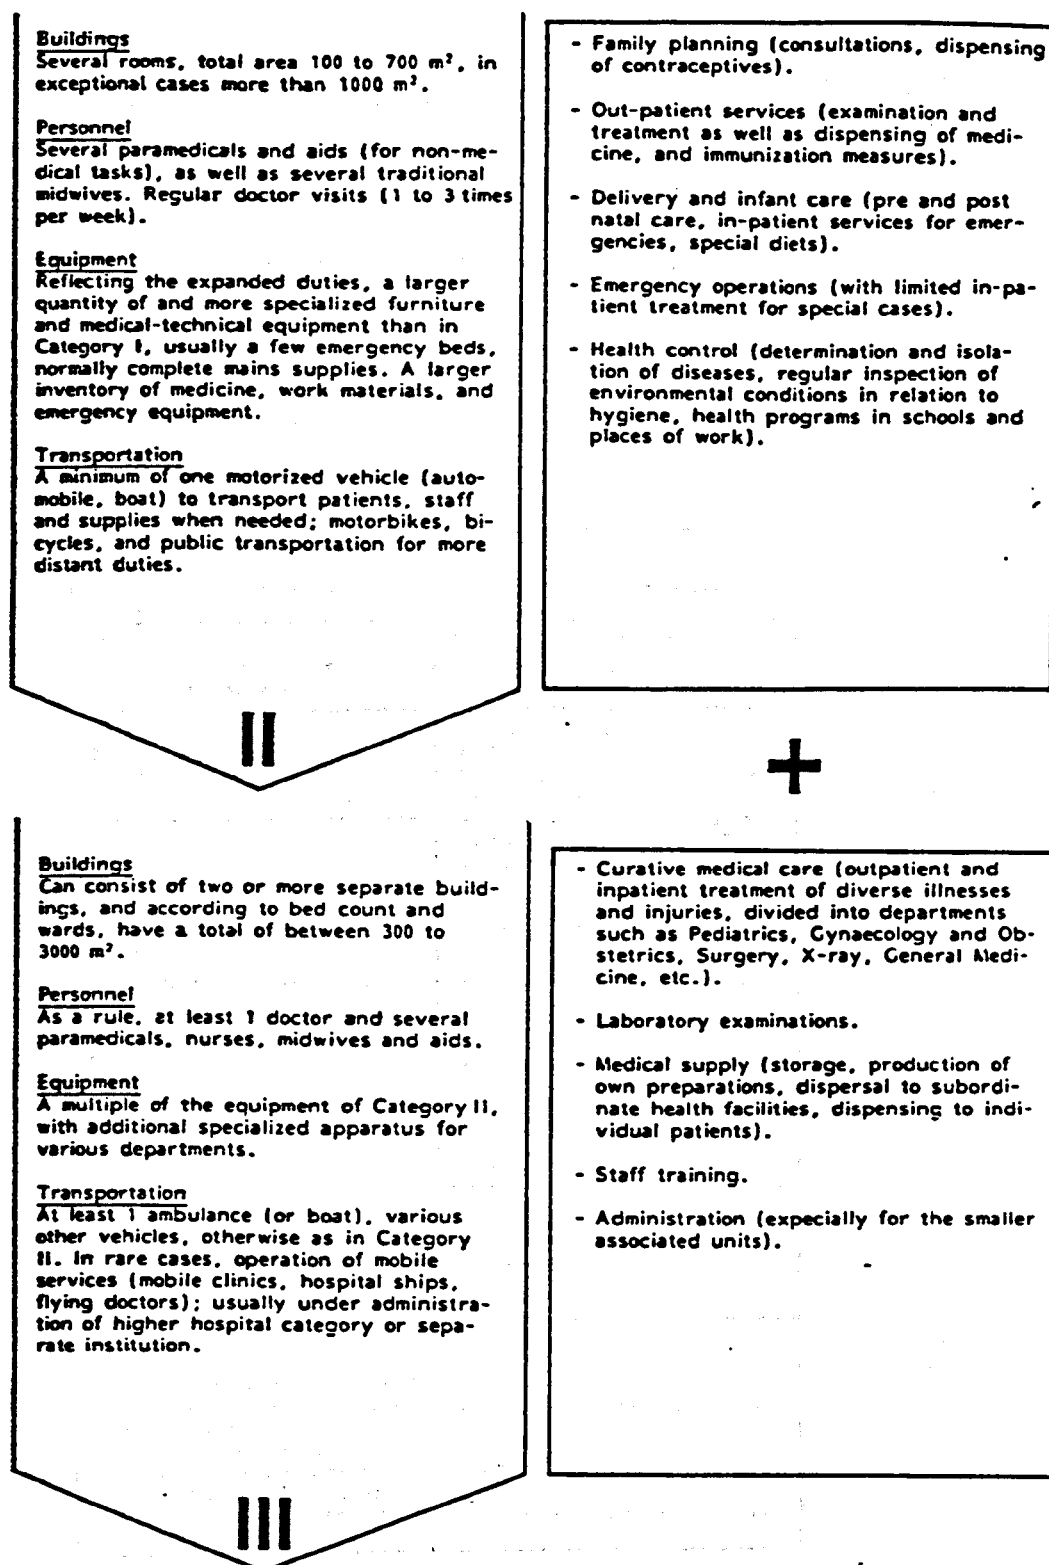 Buildings
Several rooms, total area 100 to 700 m², in
exceptional cases more than 1000 m².
Personnel
Several paramedicals and aids (for non-me-
dical tasks), as well as several traditional
midwives. Regular doctor visits (1 to 3 times
per week).
Equipment
Reflecting the expanded duties, a larger
quantity of and more specialized furniture
and medical-technical equipment than in
Category I, usually a few emergency beds,
normally complete mains supplies. A larger
inventory of medicine, work materials, and
emergency equipment.
Transportation
A minimum of one motorized vehicle (auto-
mobile, boat) to transport patients, staff
and supplies when needed; motorbikes, bi-
cycles, and public transportation for more
distant duties.
II
- Family planning (consultations, dispensing
of contraceptives).
- Out-patient services (examination and
treatment as well as dispensing of medi-
cine, and immunization measures).
- Delivery and infant care (pre and post
natal care, in-patient services for emer-
gencies, special diets).
- Emergency operations (with limited in-pa-
tient treatment for special cases).
- Health control (determination and isola-
tion of diseases, regular inspection of
environmental conditions in relation to
hygiene, health programs in schools and
places of work).
+
Buildings
Can consist of two or more separate build-
ings, and according to bed count and
wards, have a total of between 300 to
3000 m².
Personnel
As a rule, at least 1 doctor and several
paramedicals, nurses, midwives and aids.
Equipment
A multiple of the equipment of Category II,
with additional specialized apparatus for
various departments.
Transportation
At least 1 ambulance (or boat), various
other vehicles, otherwise as in Category
II. In rare cases, operation of mobile
services (mobile clinics, hospital ships,
flying doctors); usually under administra-
tion of higher hospital category or sepa-
rate institution.
III
- Curative medical care (outpatient and
inpatient treatment of diverse illnesses
and injuries, divided into departments
such as Pediatrics, Gynaecology and Ob-
stetrics, Surgery, X-ray, General Medi-
cine, etc.).
- Laboratory examinations.
- Medical supply (storage, production of
own preparations, dispersal to subordi-
nate health facilities, dispensing to indi-
vidual patients).
- Staff training.
- Administration (expecially for the smaller
associated units).